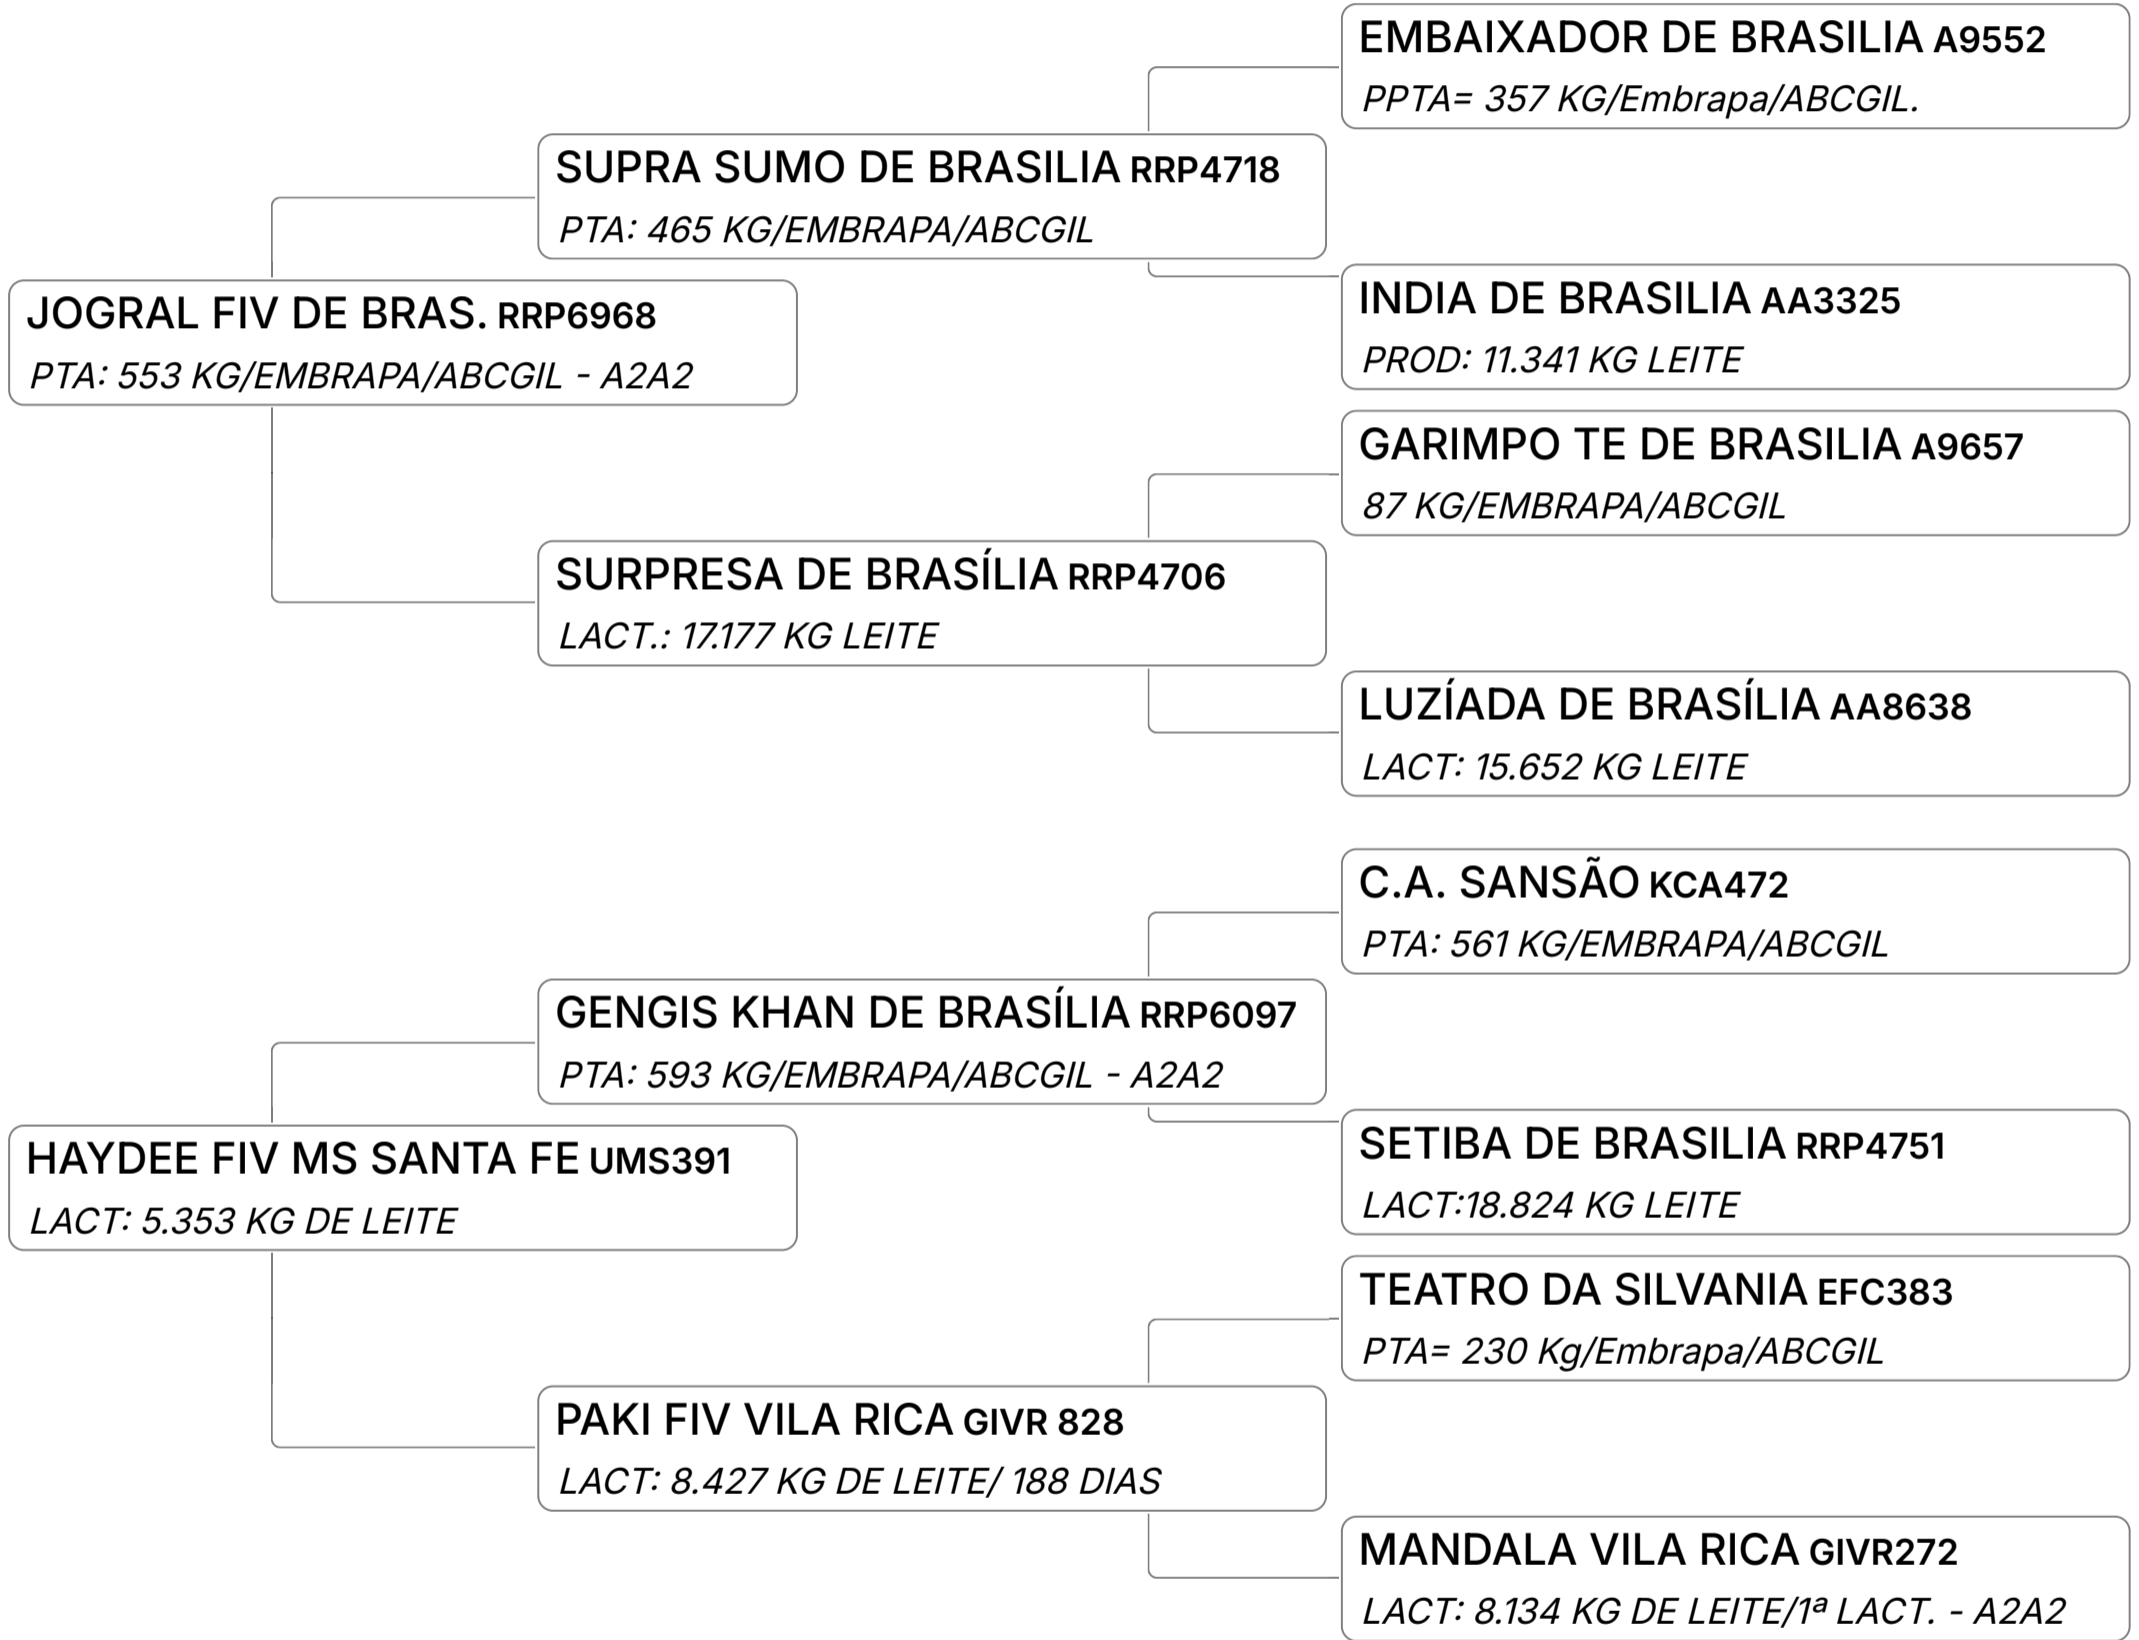 EMBAIXADOR DE BRASILIA A9552
PPTA= 357 KG/Embrapa/ABCGIL.
SUPRA SUMO DE BRASILIA RRP4718
PTA: 465 KG/EMBRAPA/ABCGIL
INDIA DE BRASILIA AA3325
PROD: 11.341 KG LEITE
JOGRAL FIV DE BRAS. RRP6968
PTA: 553 KG/EMBRAPA/ABCGIL - A2A2
GARIMPO TE DE BRASILIA A9657
87 KG/EMBRAPA/ABCGIL
SURPRESA DE BRASÍLIA RRP4706
LACT.: 17.177 KG LEITE
LUZÍADA DE BRASÍLIA AA8638
LACT: 15.652 KG LEITE
C.A. SANSÃO KCA472
PTA: 561 KG/EMBRAPA/ABCGIL
GENGIS KHAN DE BRASÍLIA RRP6097
PTA: 593 KG/EMBRAPA/ABCGIL - A2A2
SETIBA DE BRASILIA RRP4751
LACT:18.824 KG LEITE
HAYDEE FIV MS SANTA FE UMS391
LACT: 5.353 KG DE LEITE
TEATRO DA SILVANIA EFC383
PTA= 230 Kg/Embrapa/ABCGIL
PAKI FIV VILA RICA GIVR 828
LACT: 8.427 KG DE LEITE/ 188 DIAS
MANDALA VILA RICA GIVR272
LACT: 8.134 KG DE LEITE/1ª LACT. - A2A2